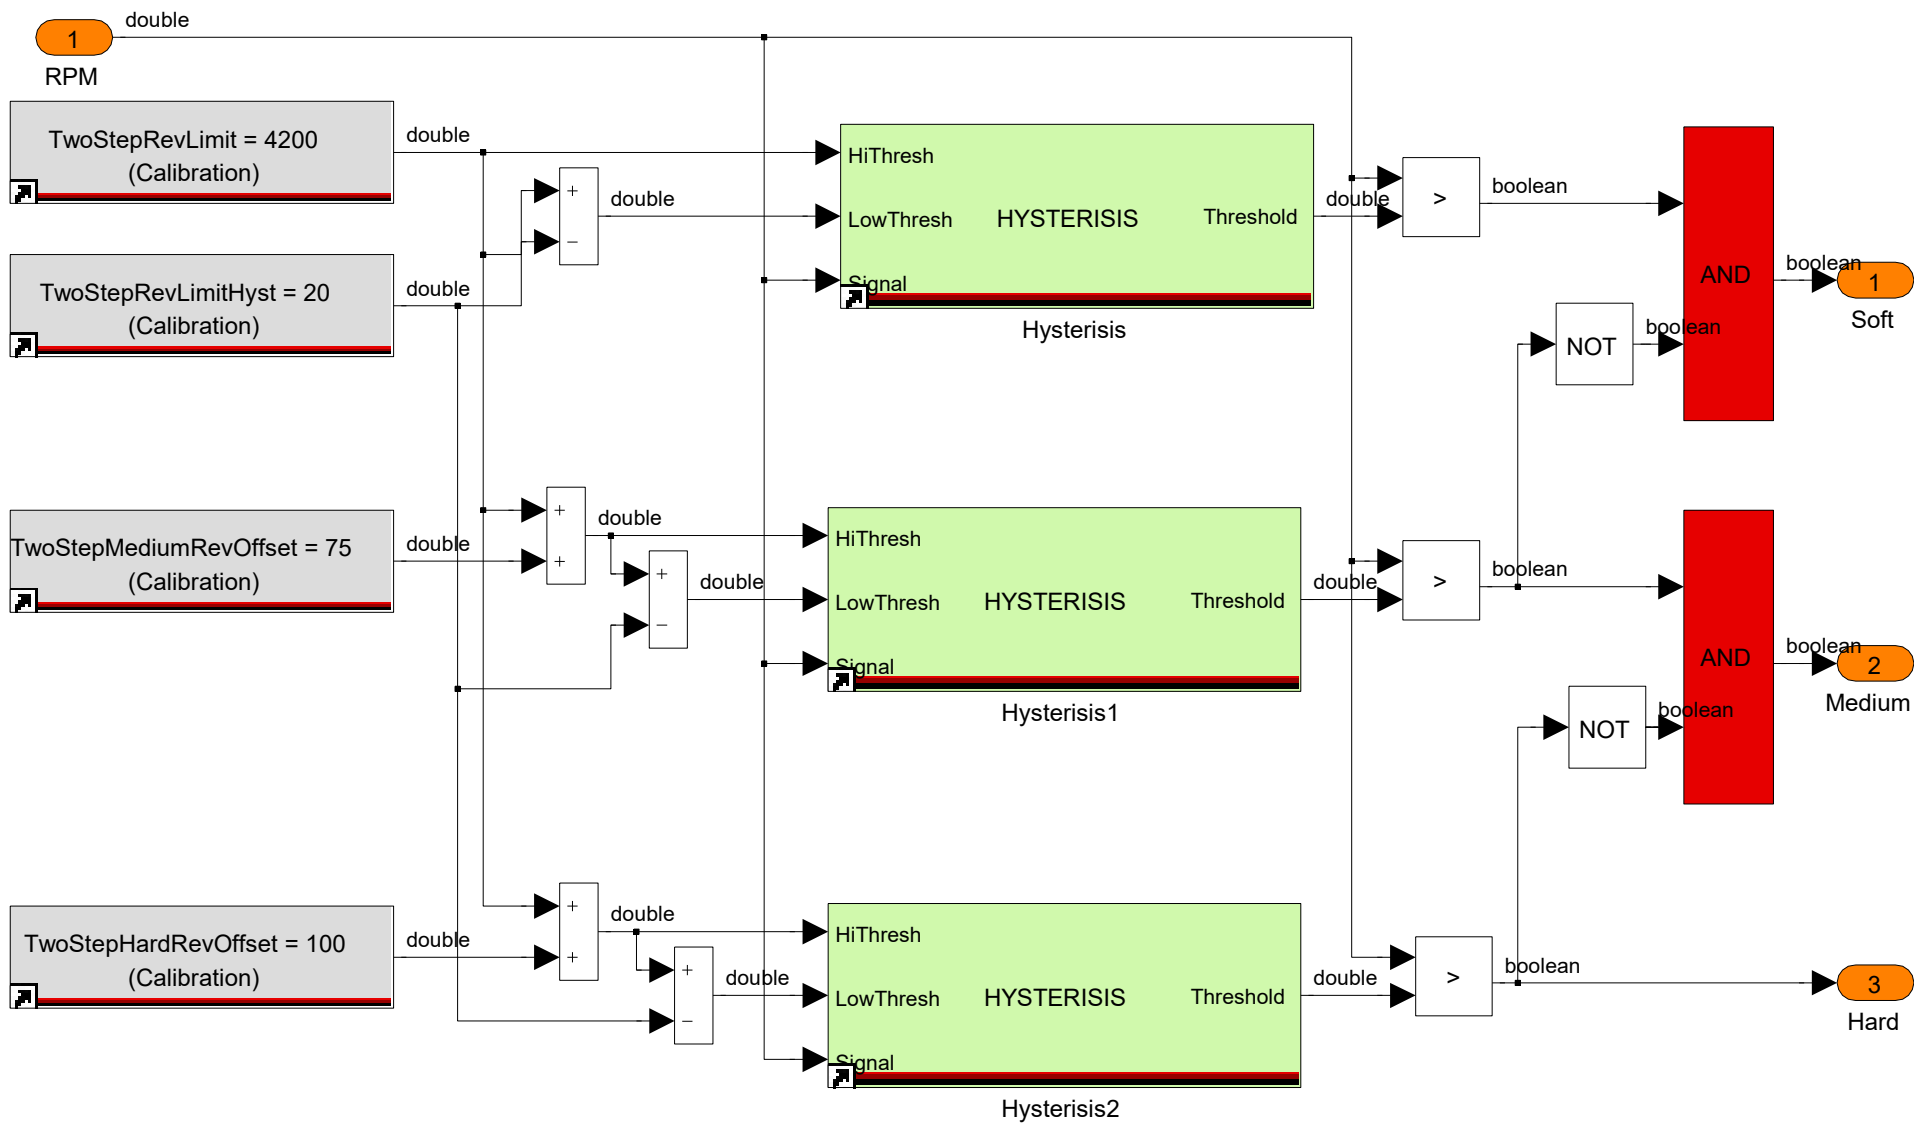 double
1
RPM
TwoStepRevLimit = 4200
(Calibration)
double
TwoStepRevLimitHyst = 20
(Calibration)
double
+
−
double
HiThresh
LowThresh
HYSTERISIS
Threshold
Signal
Hysterisis
double
>
boolean
AND
boolean
1
Soft
NOT
boolean
TwoStepMediumRevOffset = 75
(Calibration)
double
+
+
double
+
−
double
HiThresh
LowThresh
HYSTERISIS
Threshold
Signal
Hysterisis1
double
>
boolean
AND
boolean
2
Medium
NOT
boolean
TwoStepHardRevOffset = 100
(Calibration)
double
+
+
double
+
−
double
HiThresh
LowThresh
HYSTERISIS
Threshold
Signal
Hysterisis2
double
>
boolean
3
Hard